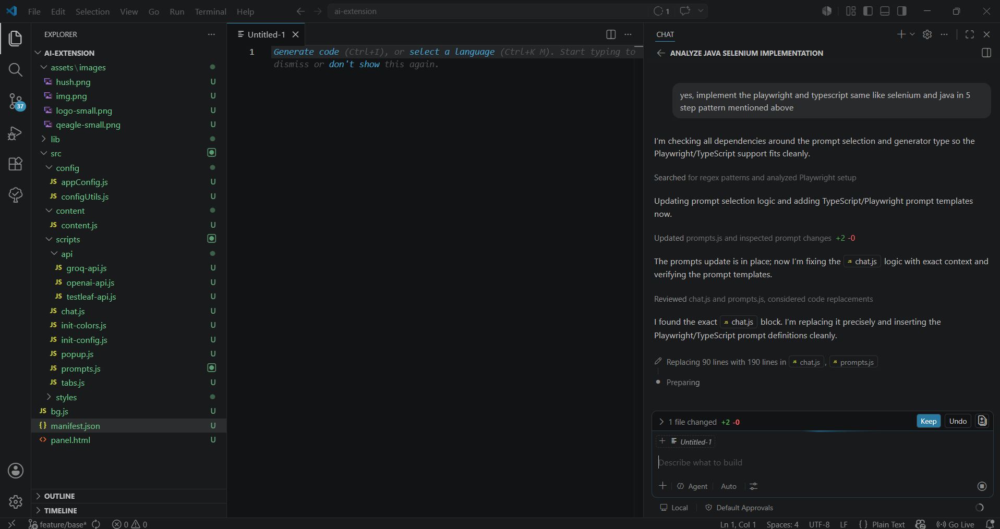 File Edit Selection View Go Run Terminal Help
ai-extension
1
EXPLORER
AI-EXTENSION
assets\images
hush.png U
img.png U
logo-small.png U
qeagle-small.png U
lib
src
config
appConfig.js U
configUtils.js U
content
content.js U
scripts
api
groq-api.js U
openai-api.js U
testleaf-api.js U
chat.js U
init-colors.js U
init-config.js U
popup.js U
prompts.js
tabs.js U
styles
bg.js U
manifest.json U
panel.html U
OUTLINE
TIMELINE
37
Untitled-1
1 Generate code (Ctrl+I), or select a language (Ctrl+K M). Start typing to
dismiss or don't show this again.
CHAT
ANALYZE JAVA SELENIUM IMPLEMENTATION
yes, implement the playwright and typescript same like selenium and java in 5
step pattern mentioned above
I'm checking all dependencies around the prompt selection and generator type so the
Playwright/TypeScript support fits cleanly.
Searched for regex patterns and analyzed Playwright setup
Updating prompt selection logic and adding TypeScript/Playwright prompt templates
now.
Updated prompts.js and inspected prompt changes +2 -0
The prompts update is in place; now I'm fixing the JS chat.js logic with exact context and
verifying the prompt templates.
Reviewed chat.js and prompts.js, considered code replacements
I found the exact JS chat.js block. I'm replacing it precisely and inserting the
Playwright/TypeScript prompt definitions cleanly.
Replacing 90 lines with 190 lines in JS chat.js, JS prompts.js
Preparing
1 file changed +2 -0
Keep Undo
Untitled-1
Describe what to build
Agent Auto
Local Default Approvals
feature/base* 0 0
Ln 1, Col 1 Spaces: 4 UTF-8 LF { } Plain Text Go Live